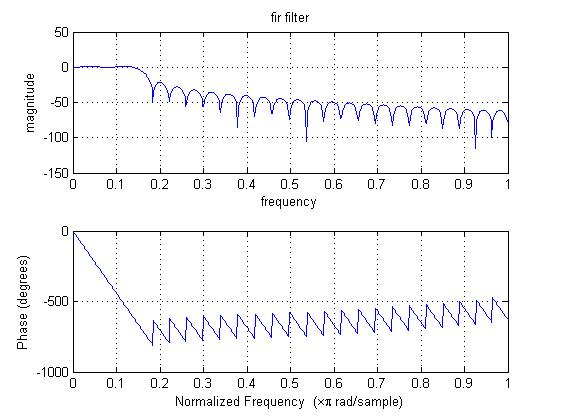 fir filter
50
0
-50
-100
-150
magnitude
0 0.1 0.2 0.3 0.4 0.5 0.6 0.7 0.8 0.9 1
frequency
0
-500
-1000
Phase (degrees)
0 0.1 0.2 0.3 0.4 0.5 0.6 0.7 0.8 0.9 1
Normalized Frequency (×π rad/sample)